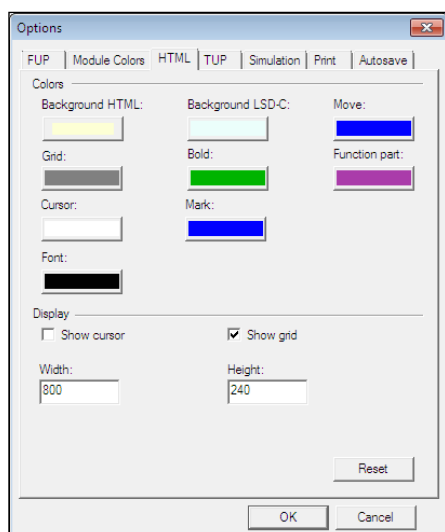 Options
FUP Module Colors HTML TUP Simulation Print Autosave
Colors
Background HTML: Background LSD-C: Move:
Grid: Bold: Function part:
Cursor: Mark:
Font:
Display
Show cursor Show grid
Width: Height:
800 240
Reset
OK Cancel